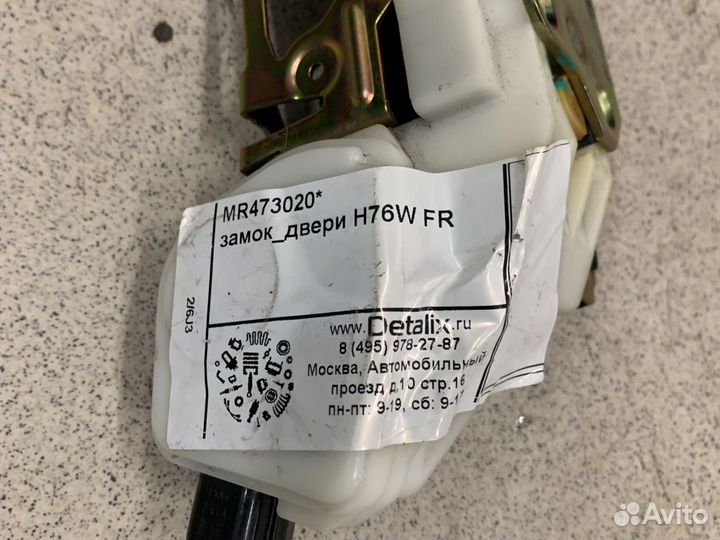 MR473020*
замок_двери H76W FR
2/6J3
www.Detalix.ru
8 (495) 978-27-87
Москва, Автомобильный
проезд д.10 стр.16
пн-пт: 9-19, сб: 9-17
Avito